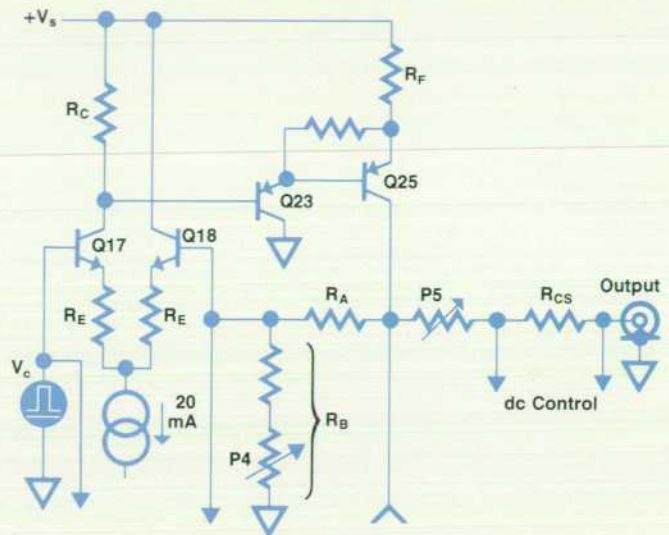 +Vs
RF
RC
Q23
Q25
Q17
Q18
RE
RE
RA
P5
RCS
Output
Vc
20
mA
P4
RB
dc Control